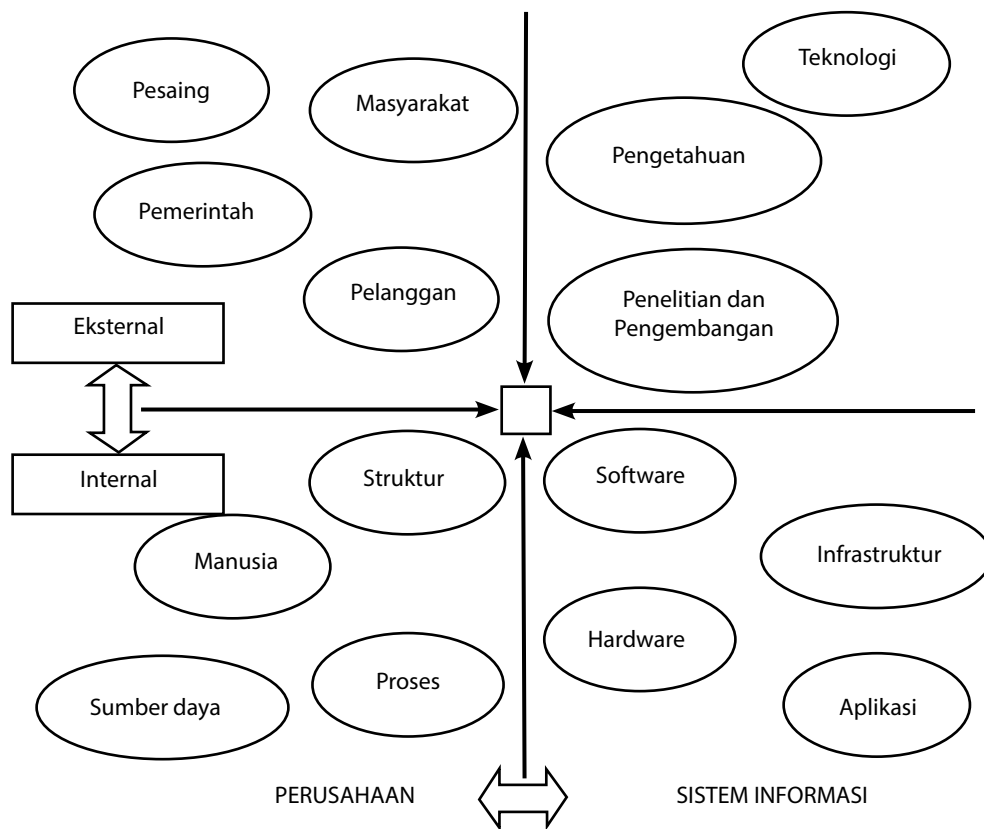 Teknologi
Pesaing
Masyarakat
Pengetahuan
Pemerintah
Pelanggan
Penelitian dan
Pengembangan
Eksternal
Internal
Struktur
Software
Manusia
Infrastruktur
Hardware
Proses
Sumber daya
Aplikasi
PERUSAHAAN
SISTEM INFORMASI